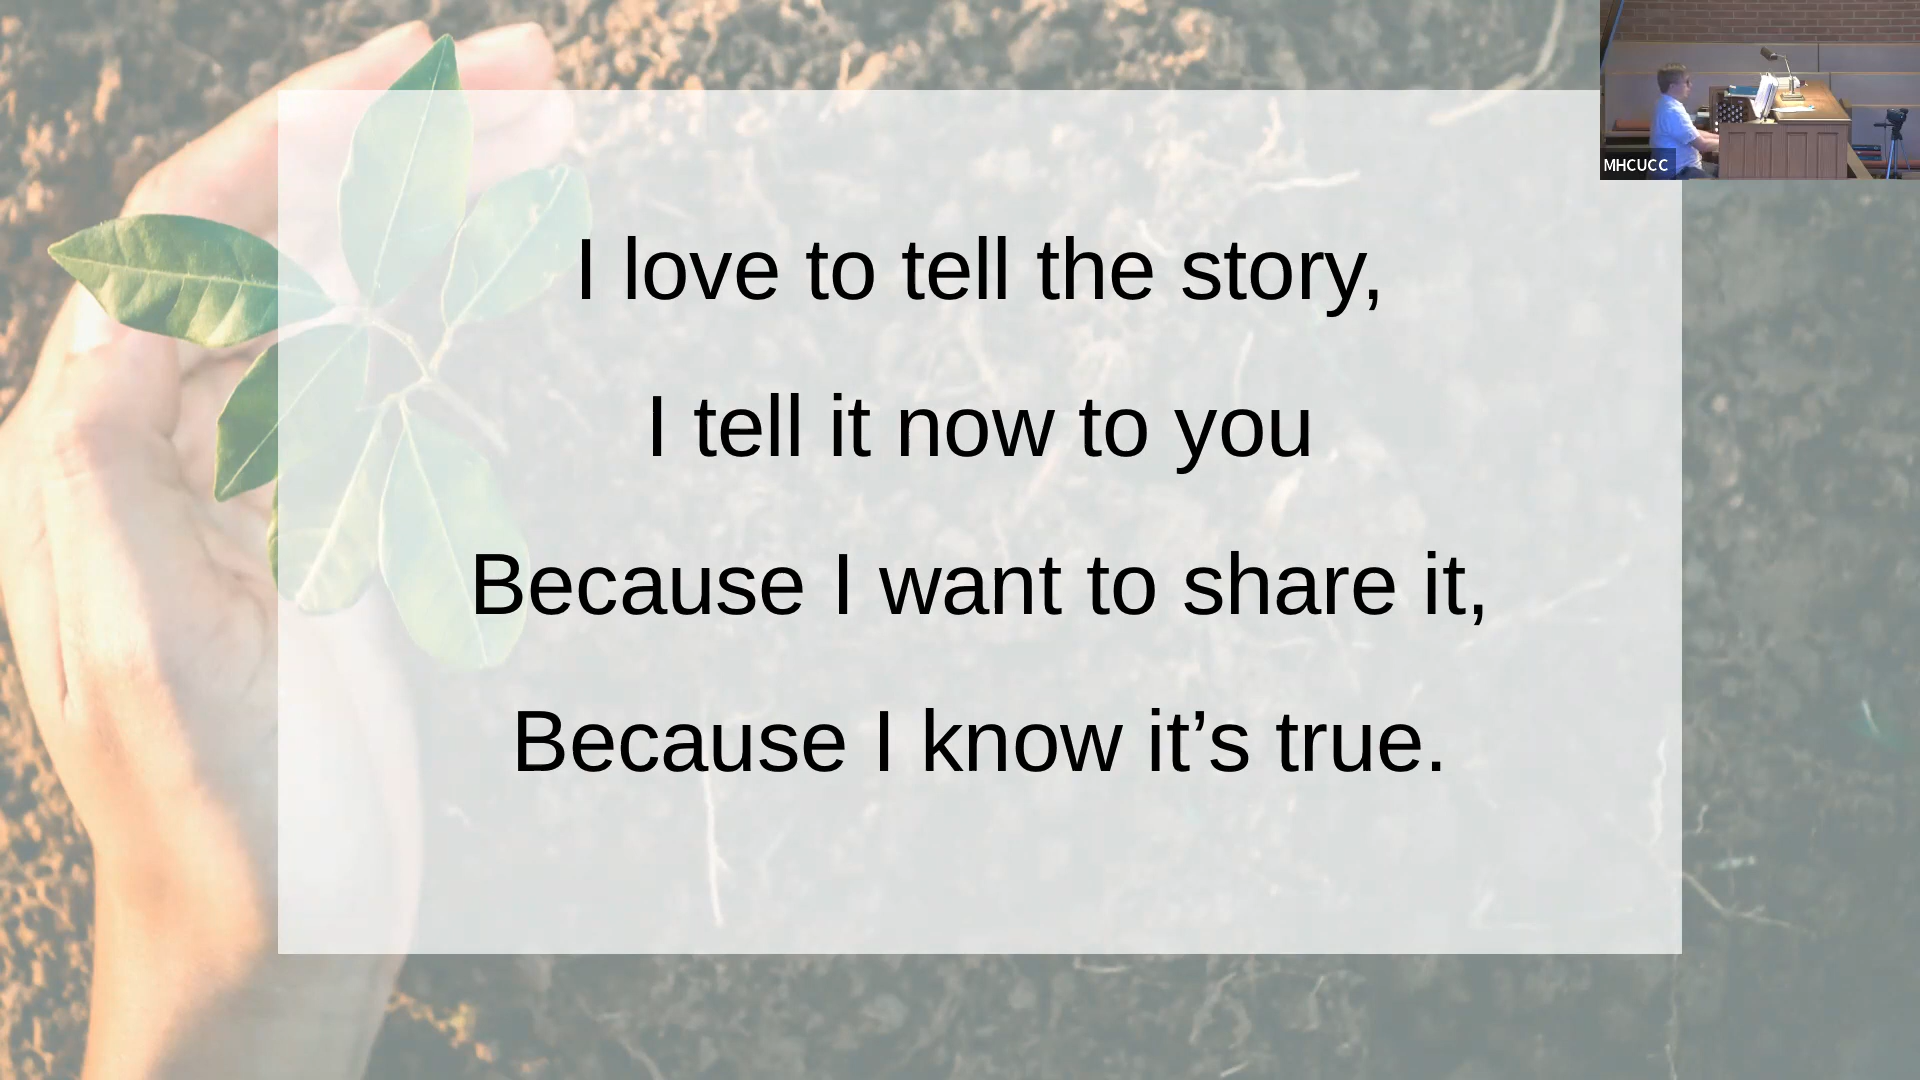 I love to tell the story,
I tell it now to you
Because I want to share it,
Because I know it’s true.
MHCUCC